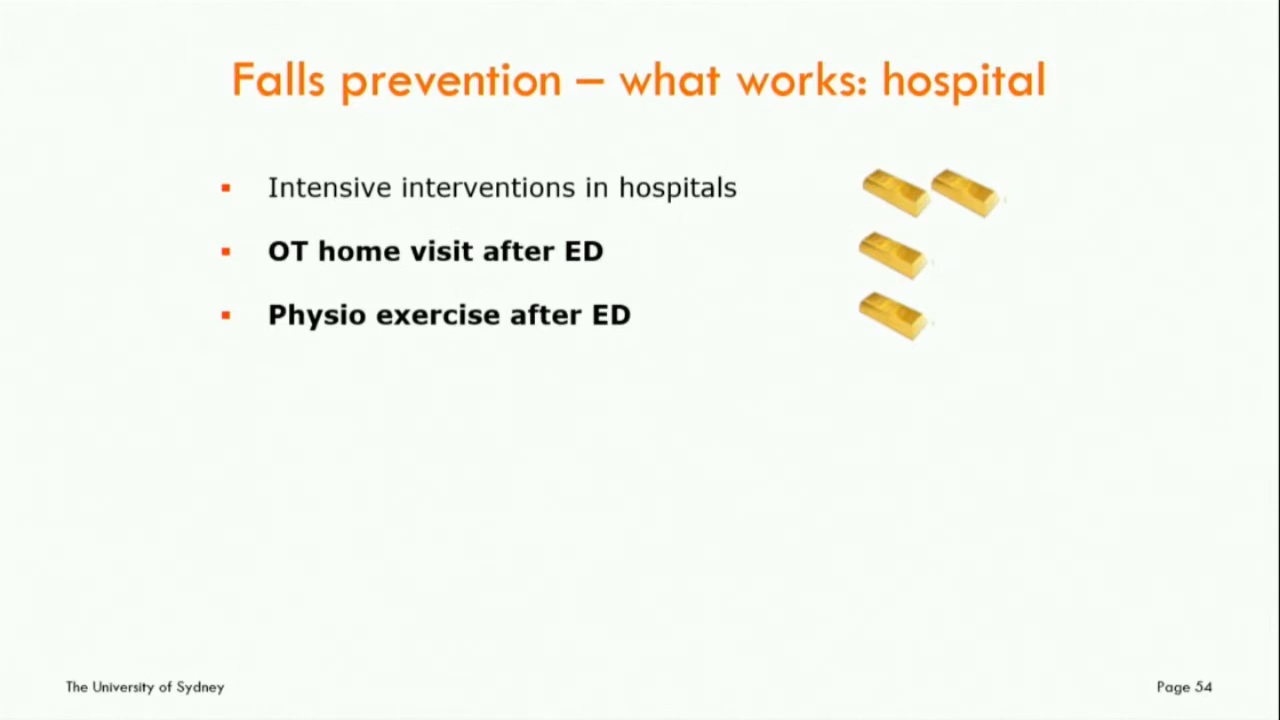 Falls prevention – what works: hospital
Intensive interventions in hospitals
OT home visit after ED
Physio exercise after ED
The University of Sydney
Page 54